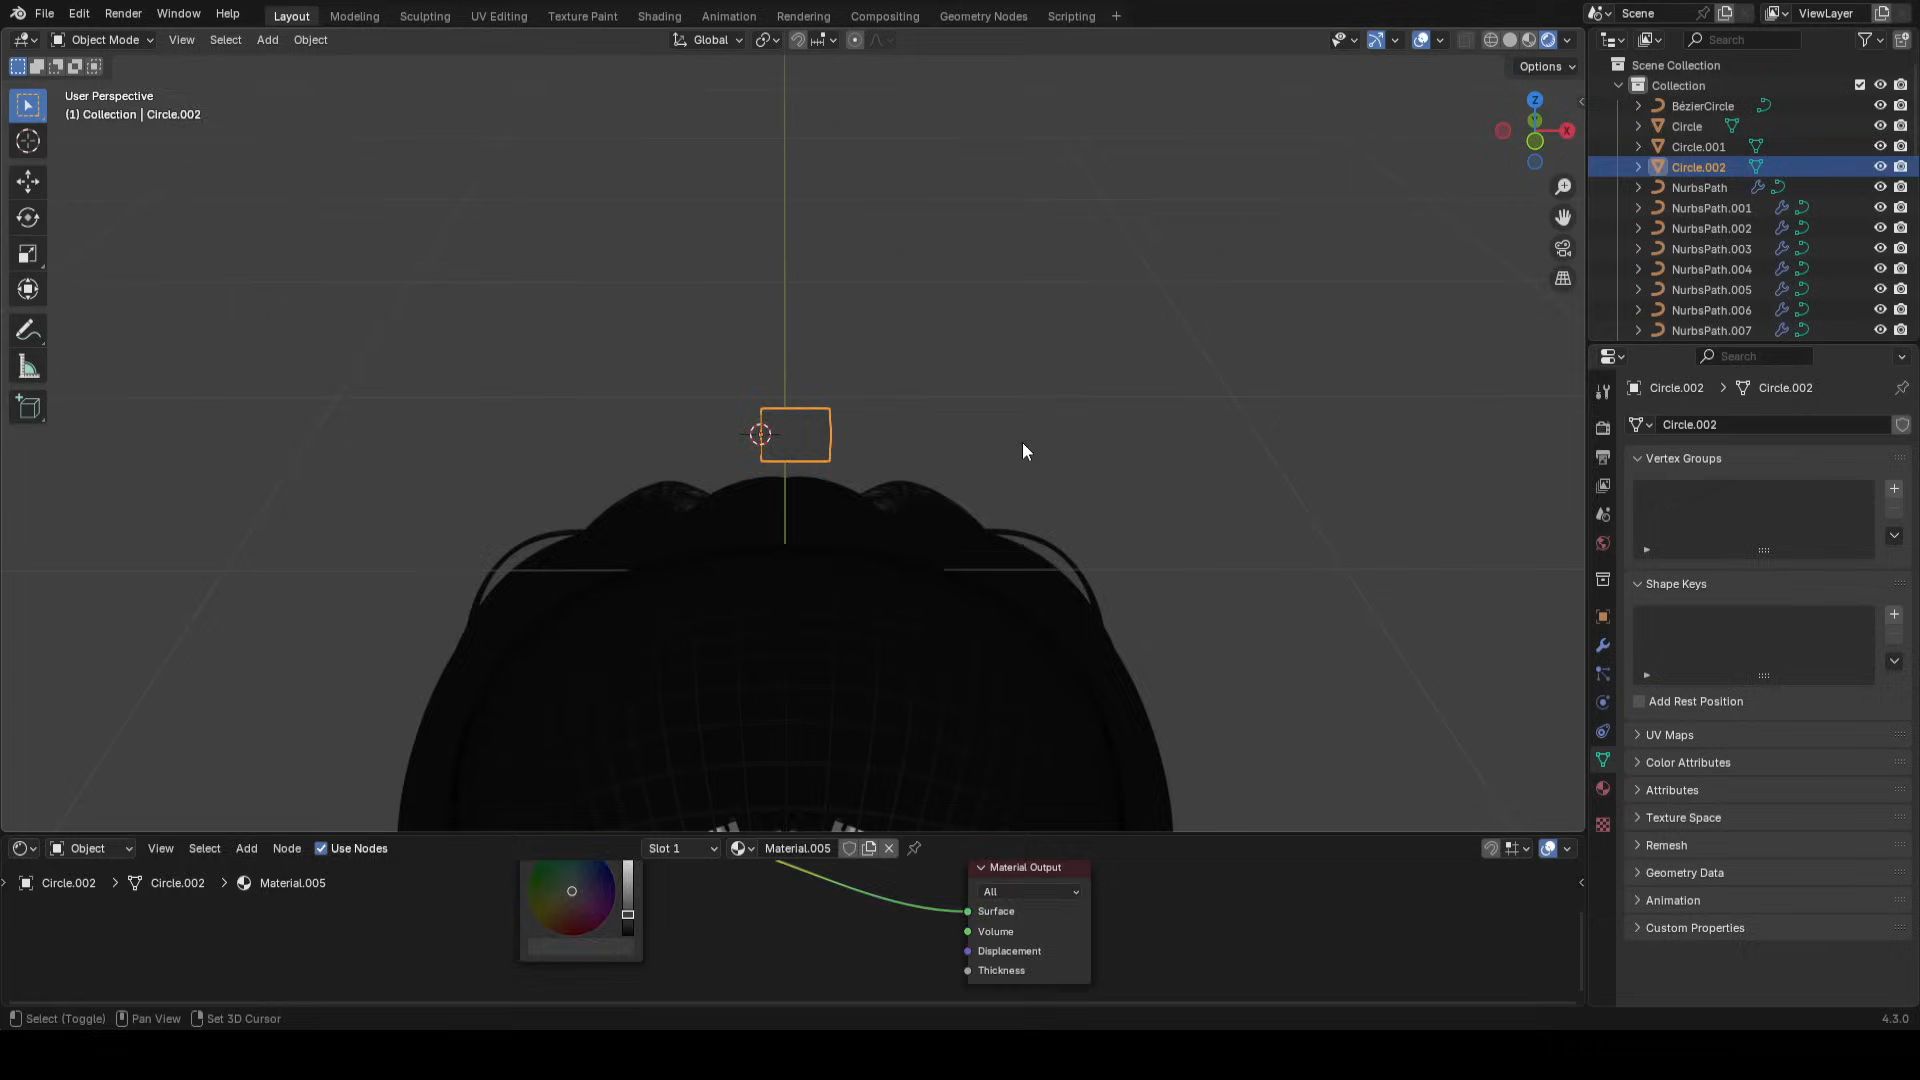 File Edit Render Window Help Layout Modeling Sculpting UV Editing Texture Paint Shading Animation Rendering Compositing Geometry Nodes Scripting + Scene ViewLayer
Object Mode View Select Add Object Global Search
Options
User Perspective
(1) Collection | Circle.002
Z
X
Scene Collection
Collection
BézierCircle
Circle
Circle.001
Circle.002
NurbsPath
NurbsPath.001
NurbsPath.002
NurbsPath.003
NurbsPath.004
NurbsPath.005
NurbsPath.006
NurbsPath.007
Search
Circle.002 > Circle.002
Circle.002
Vertex Groups
Shape Keys
Add Rest Position
UV Maps
Color Attributes
Attributes
Texture Space
Remesh
Geometry Data
Animation
Custom Properties
Object View Select Add Node Use Nodes Slot 1 Material.005
Circle.002 > Circle.002 > Material.005
Material Output
All
Surface
Volume
Displacement
Thickness
Select (Toggle) Pan View Set 3D Cursor 4.3.0